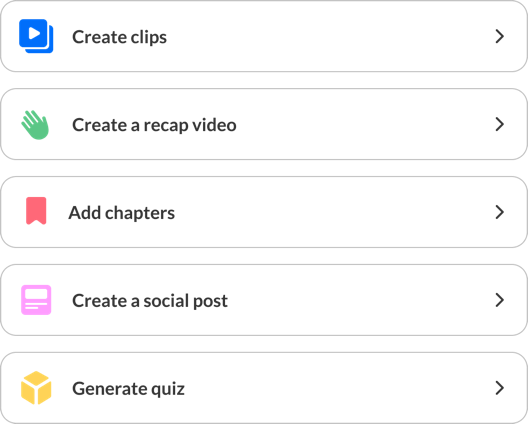 Create clips
Create a recap video
Add chapters
Create a social post
Generate quiz